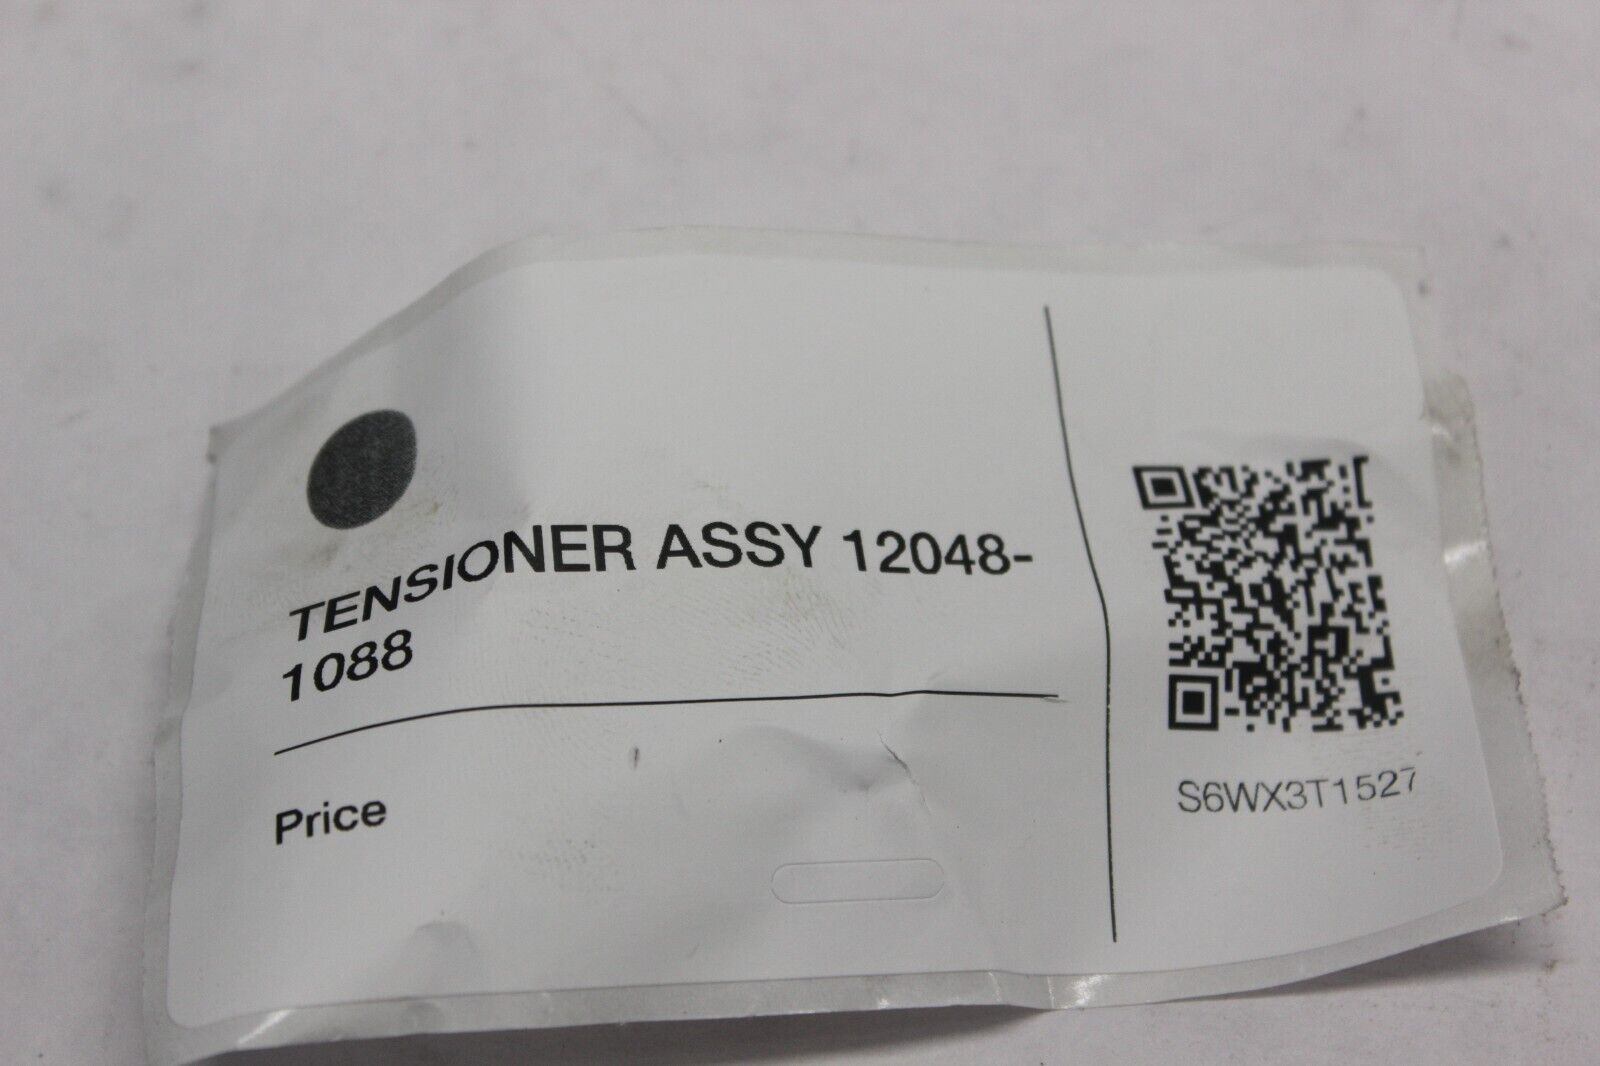 TENSIONER ASSY 12048-
1088
Price
S6WX3T1527